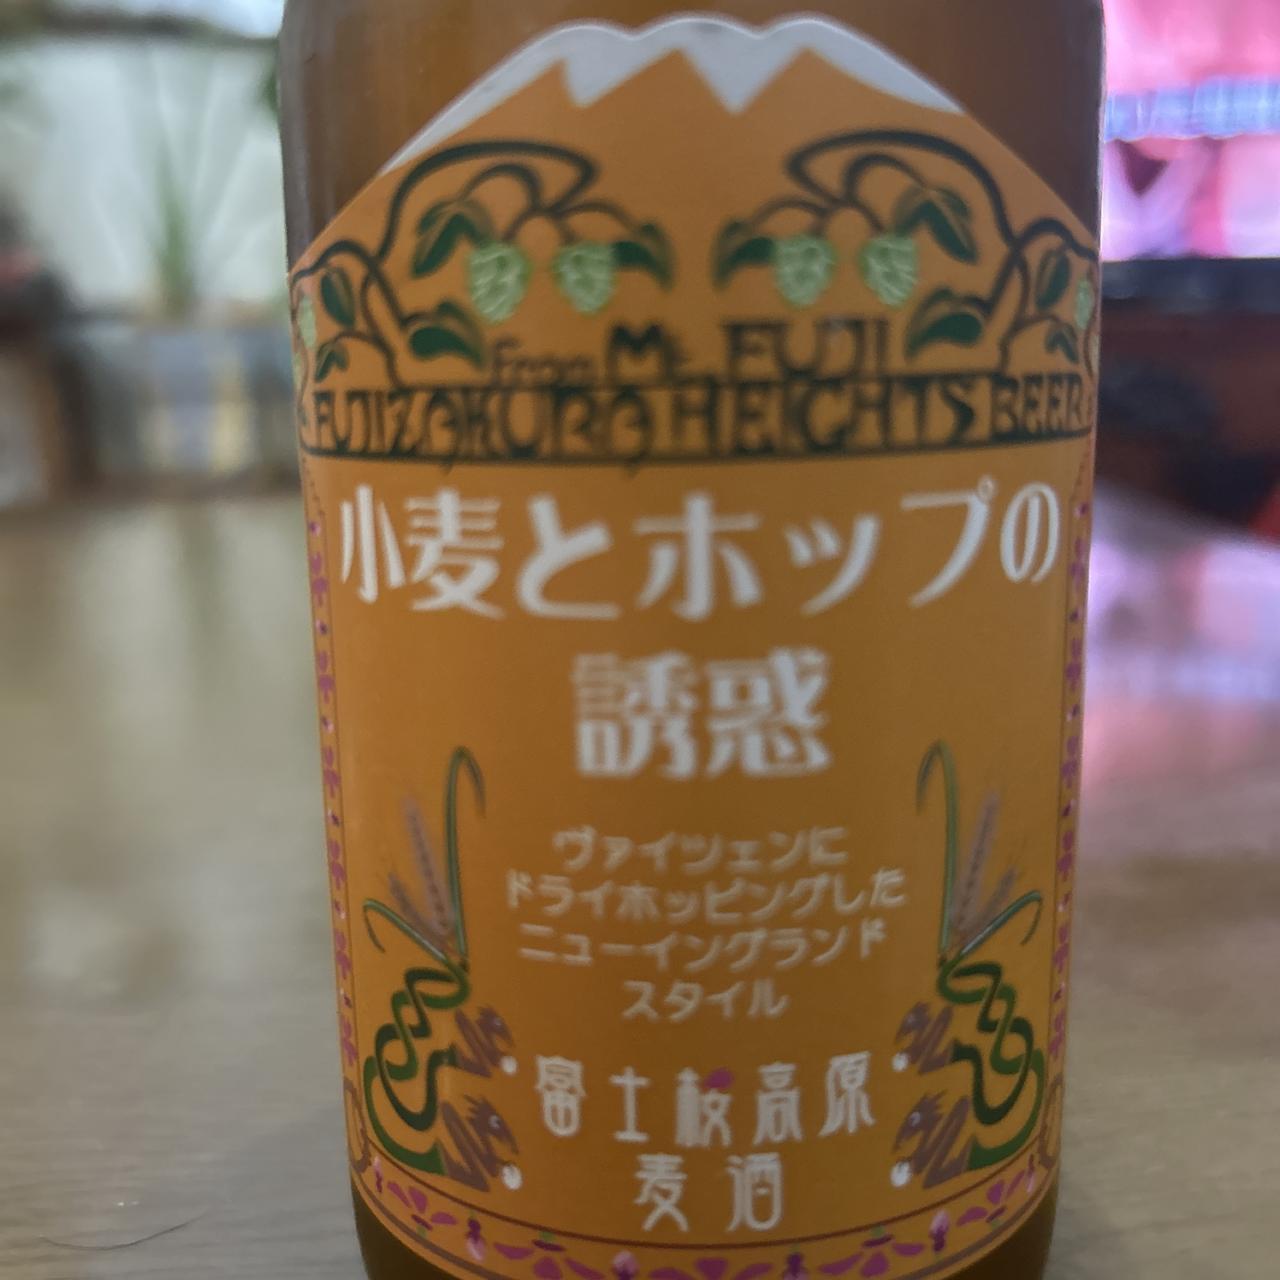 From Mt. FUJI
FUJIZAKURA HEIGHTS BEER
小麦とホップの
誘惑
ヴァイツェンに
ドライホッピングした
ニューイングランド
スタイル
富士桜高原
麦酒